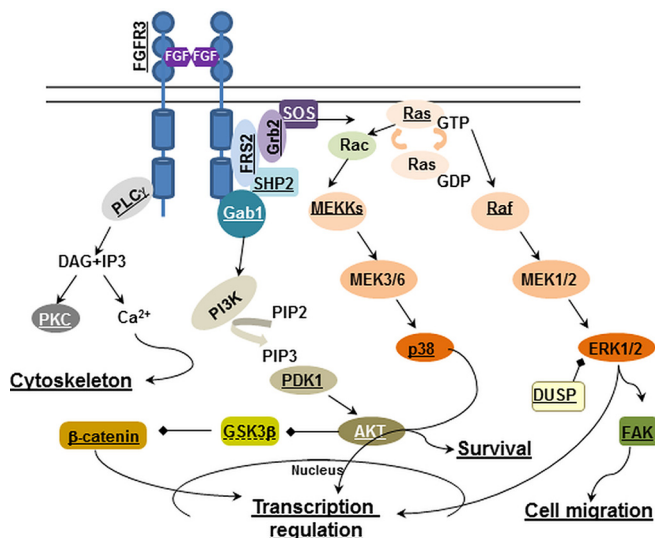 FGFR3
FGF FGF
SOS
Ras
GTP
Grb2
FRS2
Rac
Ras
GDP
SHP2
PLCγ
Gab1
MEKKs
Raf
DAG+IP3
PI3K
MEK3/6
MEK1/2
PKC
Ca²⁺
PIP2
PIP3
p38
ERK1/2
Cytoskeleton
PDK1
DUSP
β-catenin
GSK3β
AKT
FAK
Survival
Nucleus
Transcription
regulation
Cell migration